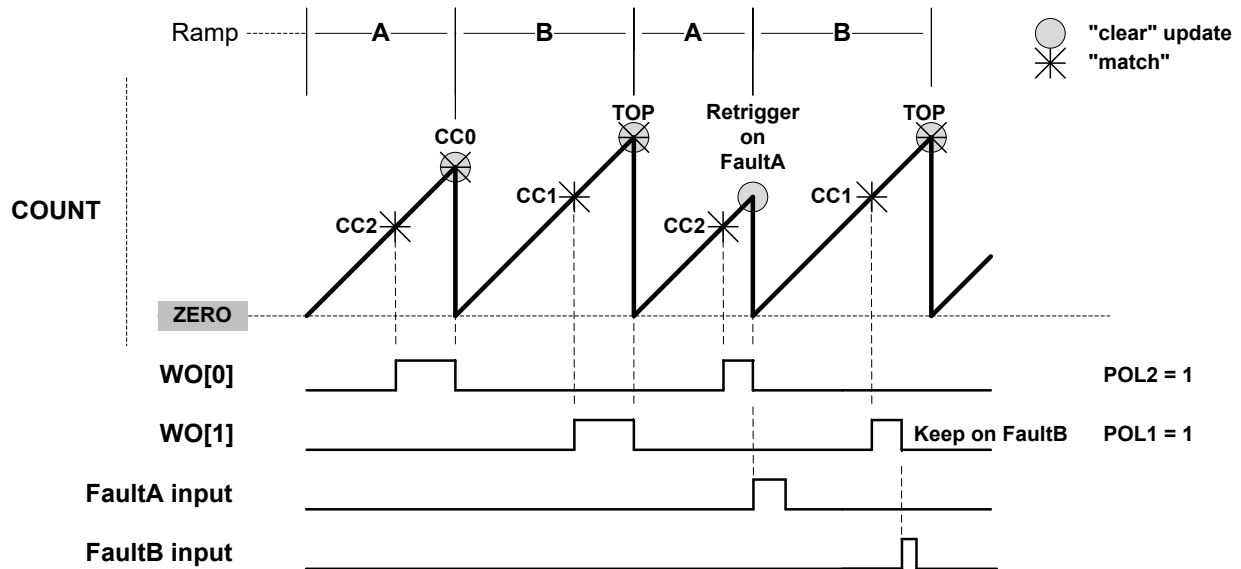 Ramp A B A B
"clear" update
"match"
CC0 TOP Retrigger TOP
on
FaultA
CC1 CC1
COUNT CC2 CC2
ZERO
WO[0] POL2 = 1
WO[1] Keep on FaultB POL1 = 1
FaultA input
FaultB input